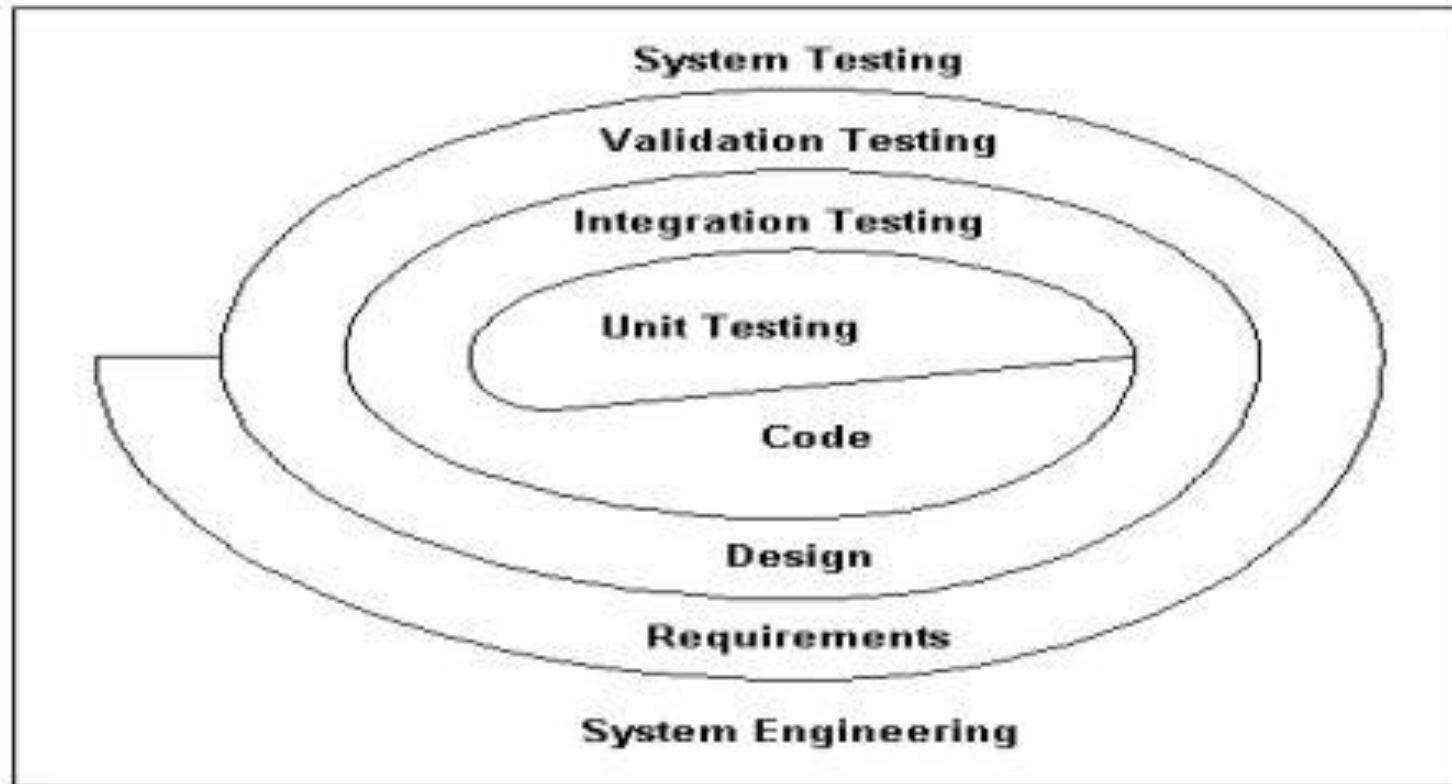 System Testing
Validation Testing
Integration Testing
Unit Testing
Code
Design
Requirements
System Engineering